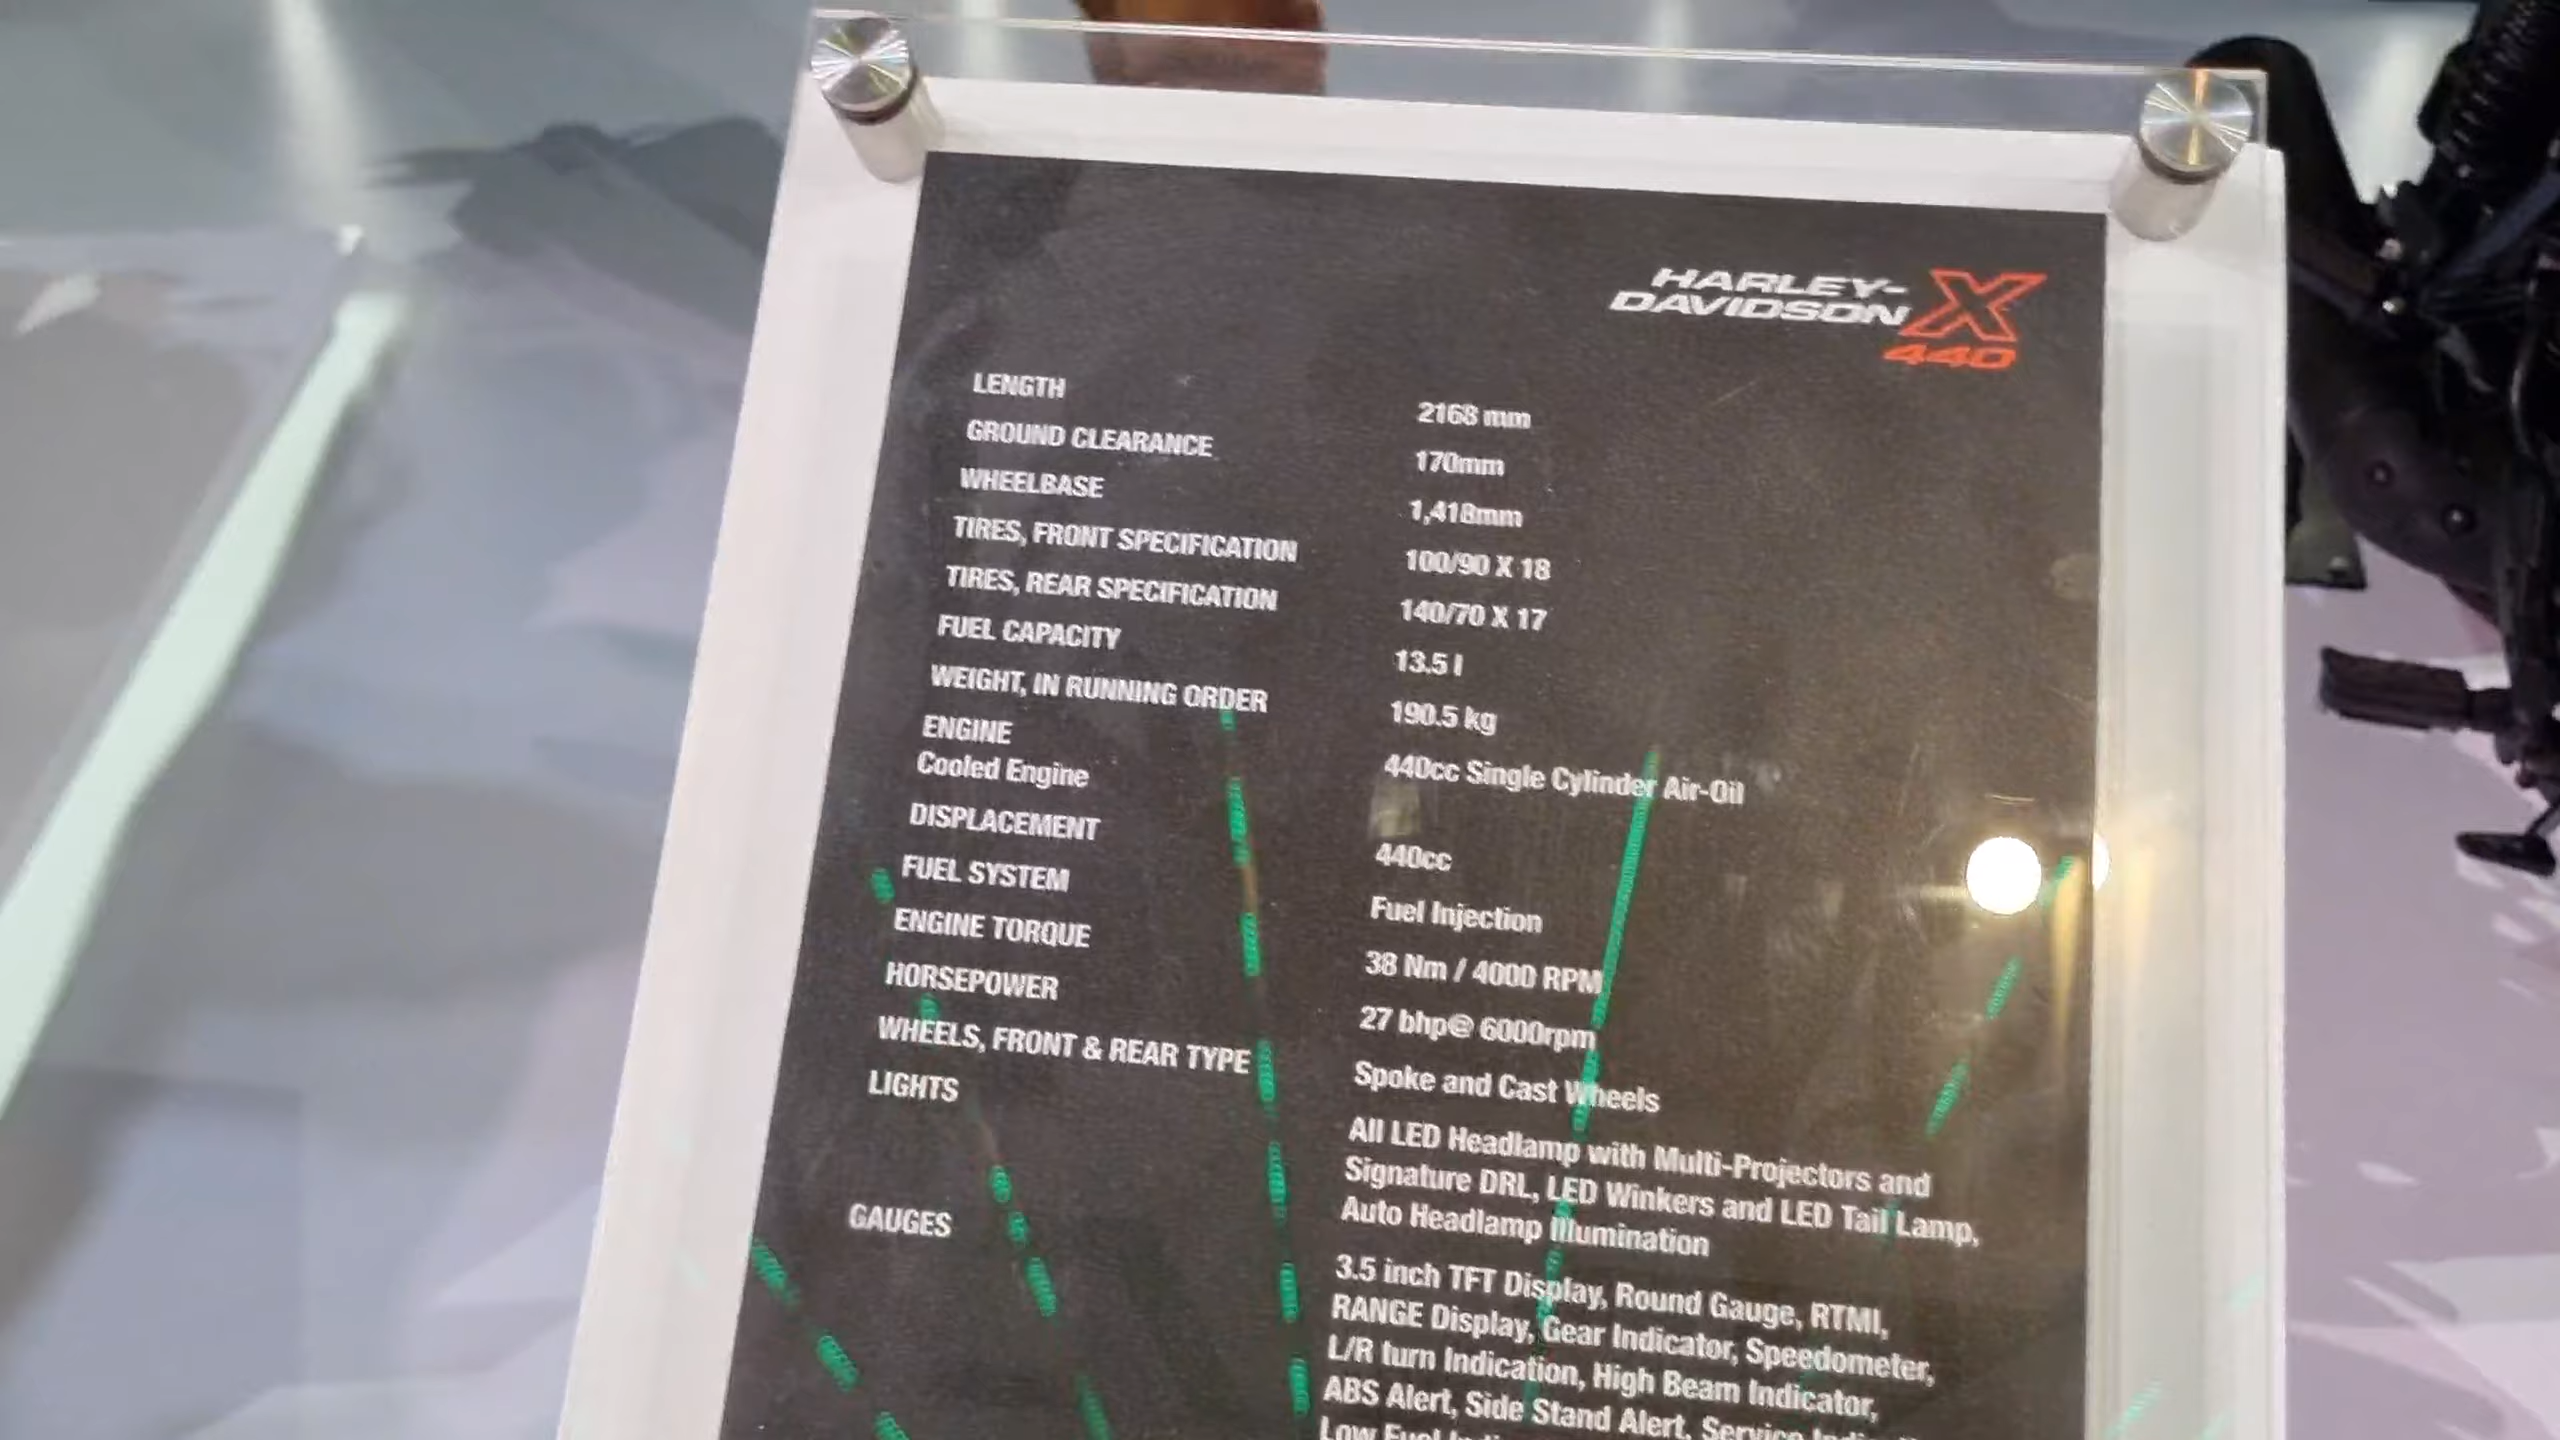 HARLEY-
DAVIDSON X
440
LENGTH 2168 mm
GROUND CLEARANCE 170mm
WHEELBASE 1,418mm
TIRES, FRONT SPECIFICATION 100/90 X 18
TIRES, REAR SPECIFICATION 140/70 X 17
FUEL CAPACITY 13.5 l
WEIGHT, IN RUNNING ORDER 190.5 kg
ENGINE 440cc Single Cylinder Air-Oil
Cooled Engine
DISPLACEMENT 440cc
FUEL SYSTEM Fuel Injection
ENGINE TORQUE 38 Nm / 4000 RPM
HORSEPOWER 27 bhp@ 6000rpm
WHEELS, FRONT & REAR TYPE Spoke and Cast Wheels
LIGHTS All LED Headlamp with Multi-Projectors and
Signature DRL, LED Winkers and LED Tail Lamp,
Auto Headlamp Illumination
GAUGES 3.5 inch TFT Display, Round Gauge, RTMI,
RANGE Display, Gear Indicator, Speedometer,
L/R turn Indication, High Beam Indicator,
ABS Alert, Side Stand Alert, Service
Low Fuel